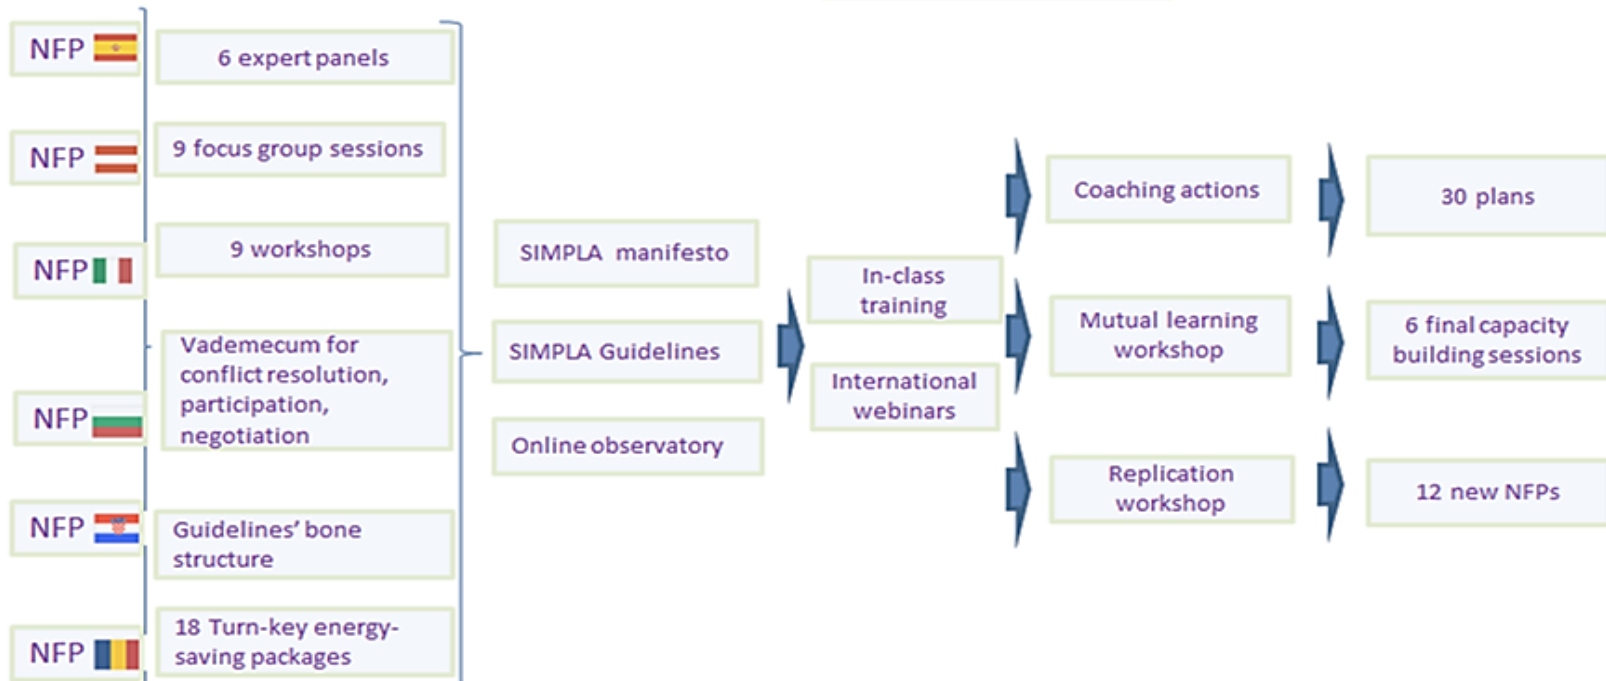 NFP
NFP
NFP
NFP
NFP
NFP
6 expert panels
9 focus group sessions
9 workshops
Vademecum for
conflict resolution,
participation,
negotiation
Guidelines' bone
structure
18 Turn-key energy-
saving packages
SIMPLA manifesto
SIMPLA Guidelines
Online observatory
In-class
training
International
webinars
Coaching actions
Mutual learning
workshop
Replication
workshop
30 plans
6 final capacity
building sessions
12 new NFPs